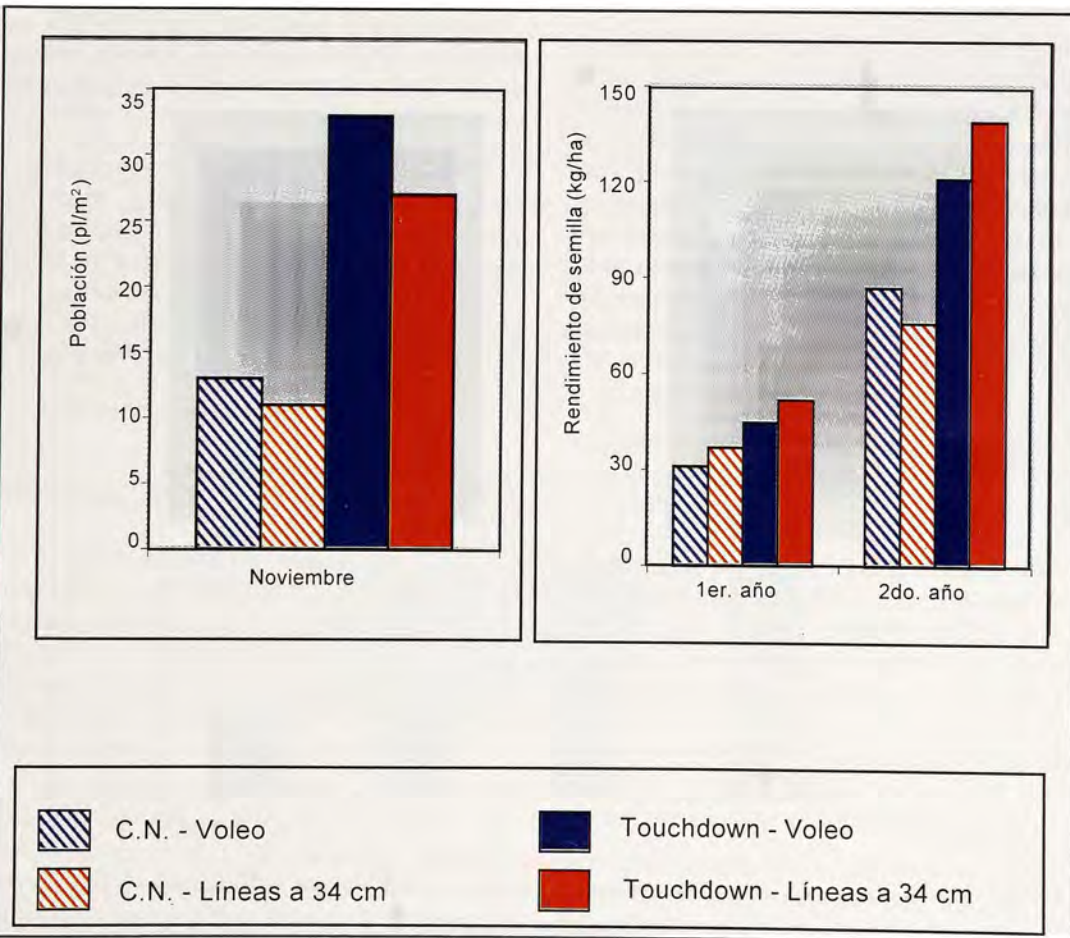 35
30
25
20
15
10
5
0
Población (pl/m²)
Noviembre
150
120
90
60
30
0
Rendimiento de semilla (kg/ha)
1er. año
2do. año
C.N. - Voleo
C.N. - Líneas a 34 cm
Touchdown - Voleo
Touchdown - Líneas a 34 cm